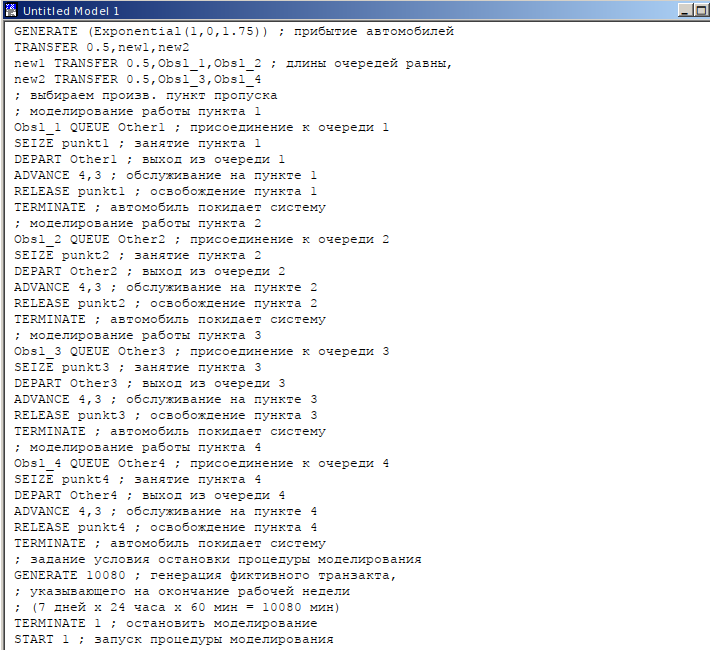 Untitled Model 1
GENERATE (Exponential(1,0,1.75)) ; прибытие автомобилей
TRANSFER 0.5,new1,new2
new1 TRANSFER 0.5,Obsl_1,Obsl_2 ; длины очередей равны,
new2 TRANSFER 0.5,Obsl_3,Obsl_4
; выбираем произв. пункт пропуска
; моделирование работы пункта 1
Obsl_1 QUEUE Other1 ; присоединение к очереди 1
SEIZE punkt1 ; занятие пункта 1
DEPART Other1 ; выход из очереди 1
ADVANCE 4,3 ; обслуживание на пункте 1
RELEASE punkt1 ; освобождение пункта 1
TERMINATE ; автомобиль покидает систему
; моделирование работы пункта 2
Obsl_2 QUEUE Other2 ; присоединение к очереди 2
SEIZE punkt2 ; занятие пункта 2
DEPART Other2 ; выход из очереди 2
ADVANCE 4,3 ; обслуживание на пункте 2
RELEASE punkt2 ; освобождение пункта 2
TERMINATE ; автомобиль покидает систему
; моделирование работы пункта 3
Obsl_3 QUEUE Other3 ; присоединение к очереди 3
SEIZE punkt3 ; занятие пункта 3
DEPART Other3 ; выход из очереди 3
ADVANCE 4,3 ; обслуживание на пункте 3
RELEASE punkt3 ; освобождение пункта 3
TERMINATE ; автомобиль покидает систему
; моделирование работы пункта 4
Obsl_4 QUEUE Other4 ; присоединение к очереди 4
SEIZE punkt4 ; занятие пункта 4
DEPART Other4 ; выход из очереди 4
ADVANCE 4,3 ; обслуживание на пункте 4
RELEASE punkt4 ; освобождение пункта 4
TERMINATE ; автомобиль покидает систему
; задание условия остановки процедуры моделирования
GENERATE 10080 ; генерация фиктивного транзакта,
; указывающего на окончание рабочей недели
; (7 дней х 24 часа х 60 мин = 10080 мин)
TERMINATE 1 ; остановить моделирование
START 1 ; запуск процедуры моделирования